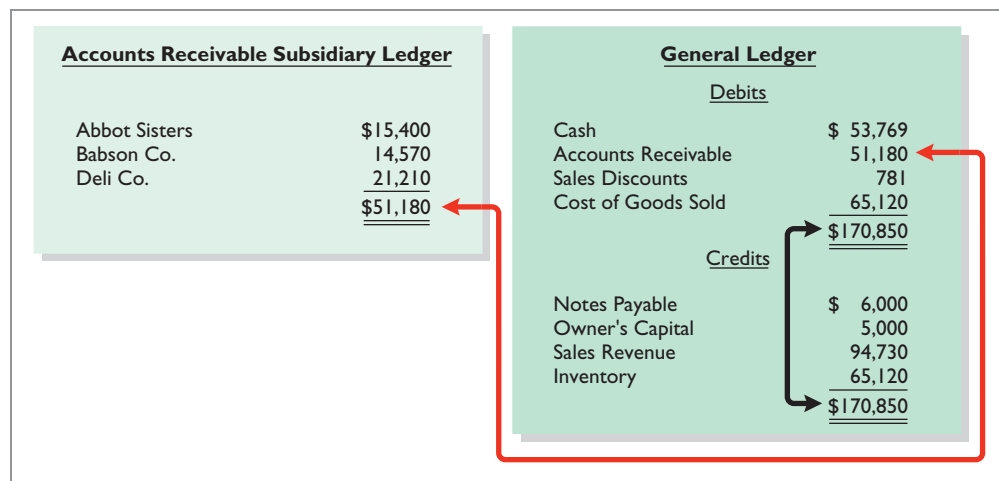 Accounts Receivable Subsidiary Ledger
Abbot Sisters $15,400
Babson Co. 14,570
Deli Co. 21,210
$51,180
General Ledger
Debits
Cash $ 53,769
Accounts Receivable 51,180
Sales Discounts 781
Cost of Goods Sold 65,120
$170,850
Credits
Notes Payable $ 6,000
Owner's Capital 5,000
Sales Revenue 94,730
Inventory 65,120
$170,850